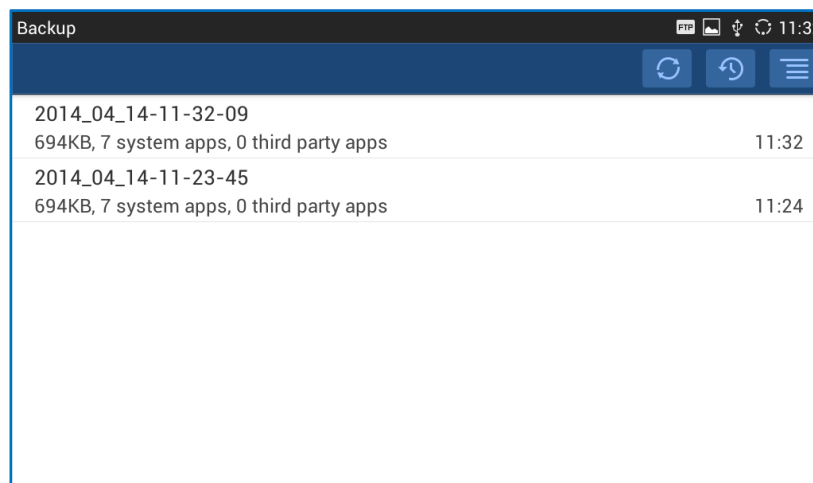 Backup FTP 11:3
2014_04_14-11-32-09
694KB, 7 system apps, 0 third party apps 11:32
2014_04_14-11-23-45
694KB, 7 system apps, 0 third party apps 11:24